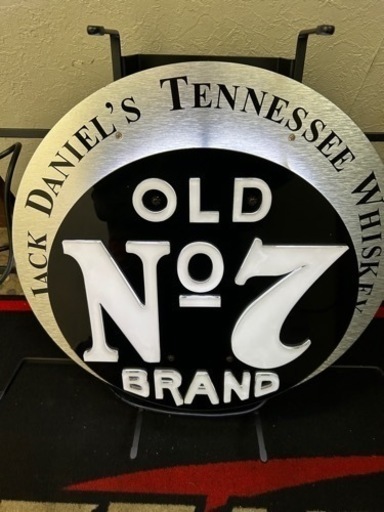 JACK DANIEL'S TENNESSEE WHISKEY
OLD
Nº 7
BRAND